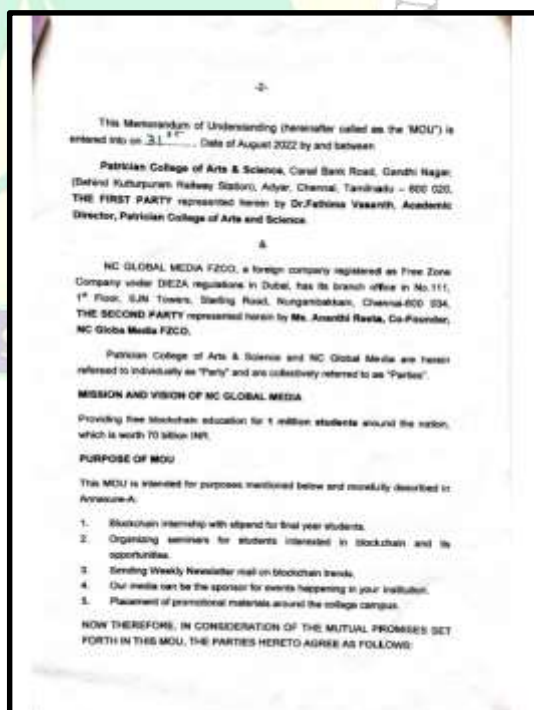 -2-
This Memorandum of Understanding (hereinafter called as the 'MOU') is
entered into on 31st, Date of August 2022 by and between
Patrician College of Arts & Science, Canal Bank Road, Gandhi Nagar,
(Behind Kotturpuram Railway Station), Adyar, Chennai, Tamilnadu – 600 020,
THE FIRST PARTY represented herein by Dr.Fathima Vasanth, Academic
Director, Patrician College of Arts and Science.
&
NC GLOBAL MEDIA FZCO, a foreign company registered as Free Zone
Company under DIEZA regulations in Dubai, has its branch office in No.111,
1st Floor, SJN Towers, Sterling Road, Nungambakkam, Chennai-600 034,
THE SECOND PARTY represented herein by Ms. Ananthi Reeta, Co-Founder,
NC Globa Media FZCO.
Patrician College of Arts & Science and NC Global Media are herein
referred to individually as "Party" and are collectively referred to as "Parties".
MISSION AND VISION OF NC GLOBAL MEDIA
Providing free blockchain education for 1 million students around the nation,
which is worth 70 billion INR.
PURPOSE OF MOU
This MOU is intended for purposes mentioned below and morefully described in
Annexure-A.
1. Blockchain internship with stipend for final year students.
2. Organizing seminars for students interested in blockchain and its
opportunities.
3. Sending Weekly Newsletter mail on blockchain trends.
4. Our media can be the sponsor for events happening in your institution.
5. Placement of promotional materials around the college campus.
NOW THEREFORE, IN CONSIDERATION OF THE MUTUAL PROMISES SET
FORTH IN THIS MOU, THE PARTIES HERETO AGREE AS FOLLOWS: